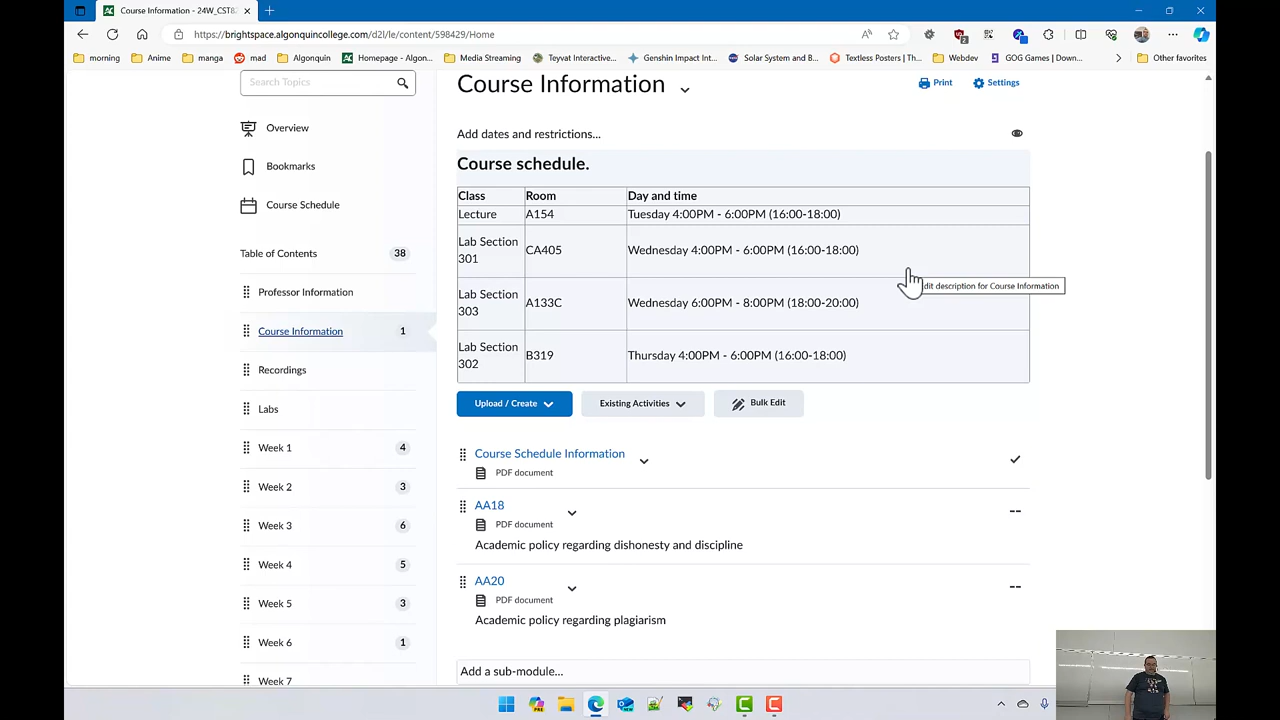 Course Information - 24W_CST8
https://brightspace.algonquincollege.com/d2l/le/content/598429/Home
morning
Anime
manga
mad
Algonquin
Homepage - Algon...
Media Streaming
Teyvat Interactive...
Genshin Impact Int...
Solar System and B...
Textless Posters | Th...
Webdev
GOG Games | Down...
Other favorites
Search Topics
Overview
Bookmarks
Course Schedule
Table of Contents 38
Professor Information
Course Information 1
Recordings
Labs
Week 1 4
Week 2 3
Week 3 6
Week 4 5
Week 5 3
Week 6 1
Week 7
Course Information
Print
Settings
Add dates and restrictions...
Course schedule.
Class Room Day and time
Lecture A154 Tuesday 4:00PM - 6:00PM (16:00-18:00)
Lab Section
301 CA405 Wednesday 4:00PM - 6:00PM (16:00-18:00)
Lab Section
303 A133C Wednesday 6:00PM - 8:00PM (18:00-20:00)
Lab Section
302 B319 Thursday 4:00PM - 6:00PM (16:00-18:00)
dit description for Course Information
Upload / Create
Existing Activities
Bulk Edit
Course Schedule Information
PDF document
AA18
PDF document
Academic policy regarding dishonesty and discipline
AA20
PDF document
Academic policy regarding plagiarism
Add a sub-module...